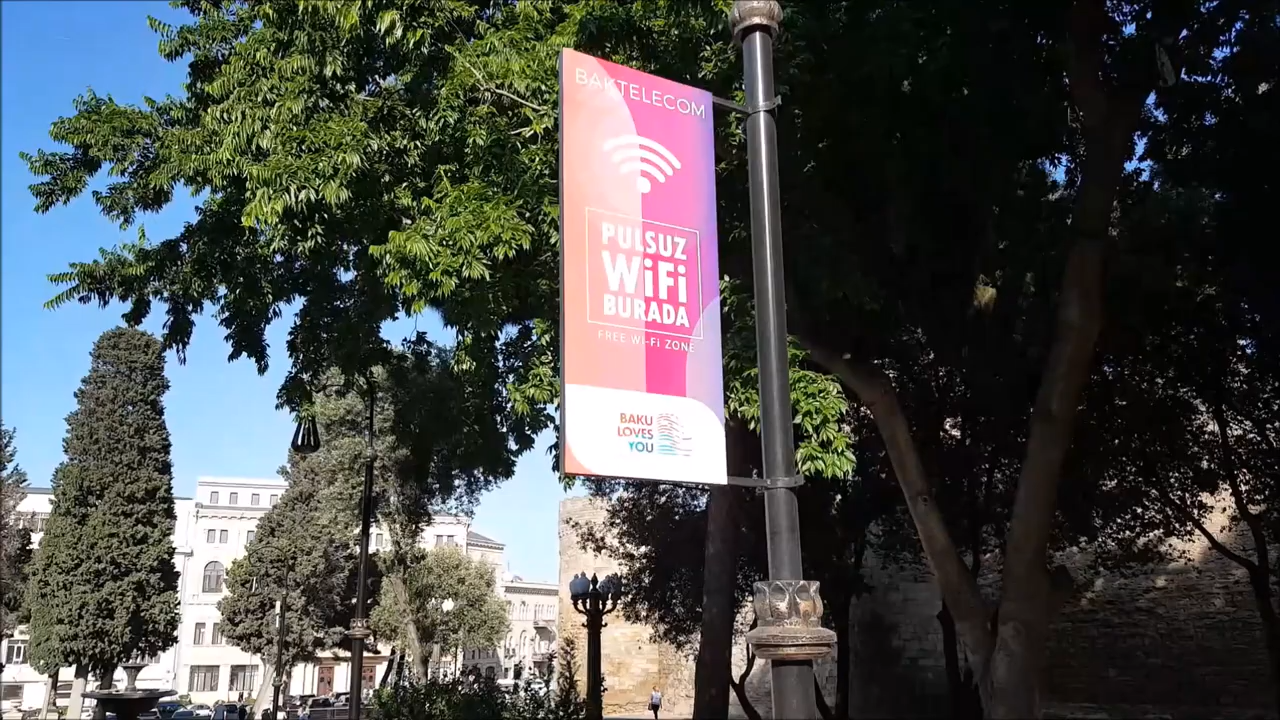 BAKTELECOM
PULSUZ
WiFi
BURADA
FREE WI-Fi ZONE
BAKU
LOVES
YOU